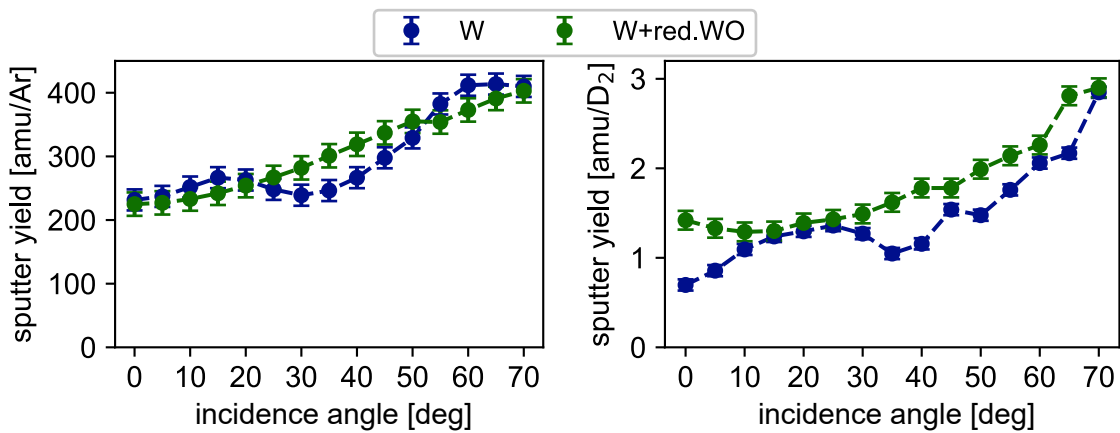 W W+red.WO
sputter yield [amu/Ar]
400
300
200
100
0
0 10 20 30 40 50 60 70
incidence angle [deg]
sputter yield [amu/D₂]
3
2
1
0
0 10 20 30 40 50 60 70
incidence angle [deg]